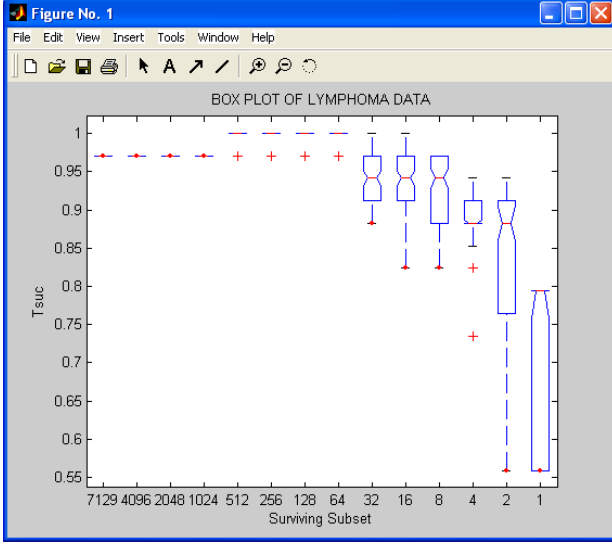 Figure No. 1
File Edit View Insert Tools Window Help
A
BOX PLOT OF LYMPHOMA DATA
1
0.95
0.9
0.85
0.8
0.75
0.7
0.65
0.6
0.55
Tsuc
7129 4096 2048 1024 512 256 128 64 32 16 8 4 2 1
Surviving Subset